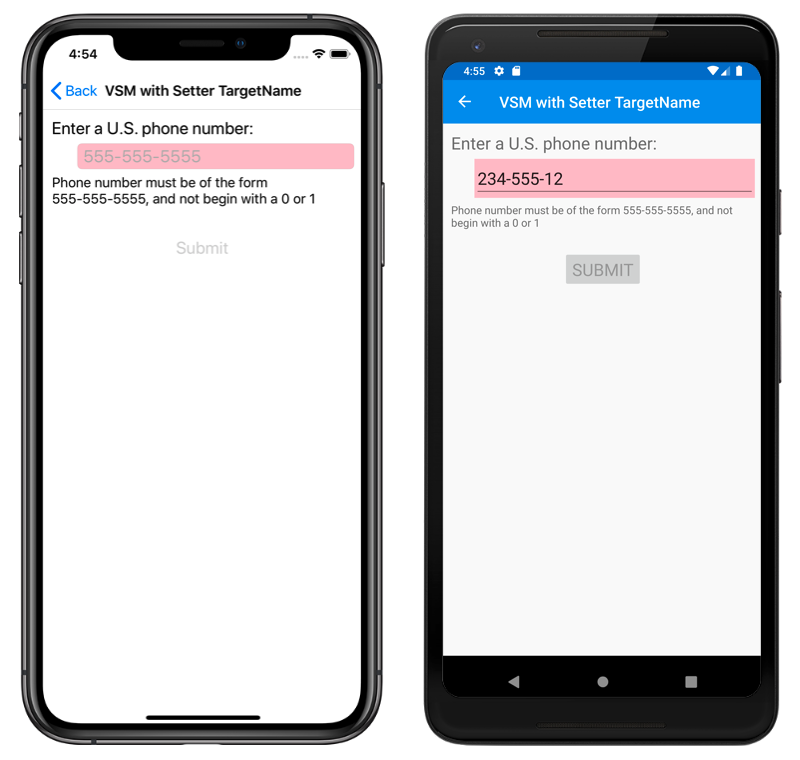 4:54
Back VSM with Setter TargetName
Enter a U.S. phone number:
555-555-5555
Phone number must be of the form
555-555-5555, and not begin with a 0 or 1
Submit
4:55
VSM with Setter TargetName
Enter a U.S. phone number:
234-555-12
Phone number must be of the form 555-555-5555, and not
begin with a 0 or 1
SUBMIT